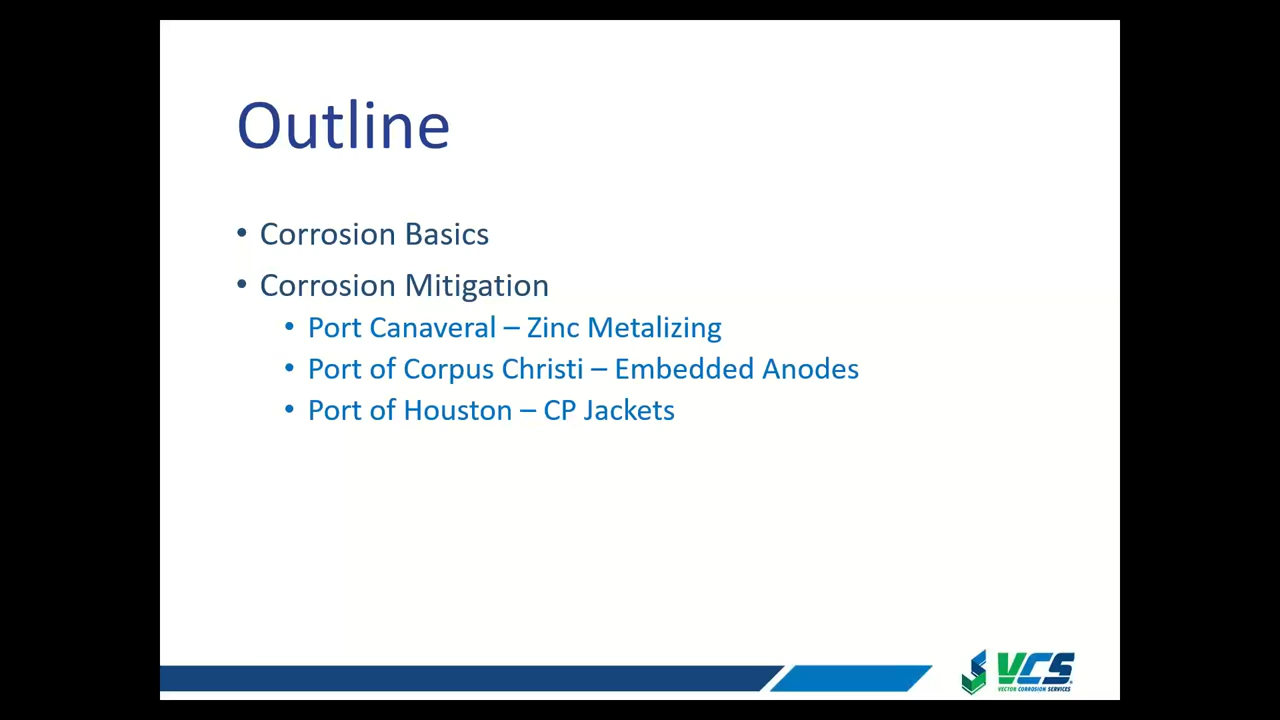 Outline
• Corrosion Basics
• Corrosion Mitigation
• Port Canaveral – Zinc Metalizing
• Port of Corpus Christi – Embedded Anodes
• Port of Houston – CP Jackets
VCS
VECTOR CORROSION SERVICES